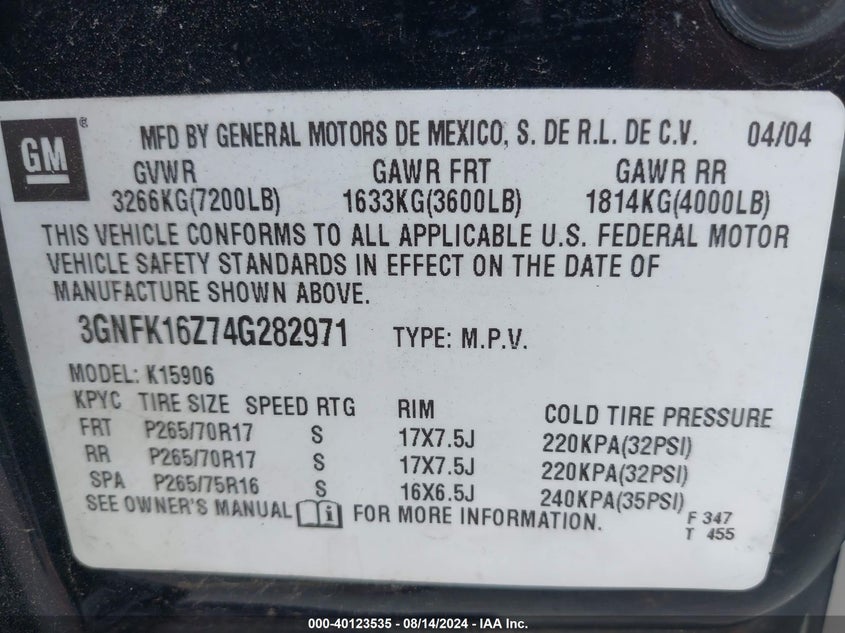 GM®
MFD BY GENERAL MOTORS DE MEXICO, S. DE R.L. DE C.V. 04/04
GVWR GAWR FRT GAWR RR
3266KG(7200LB) 1633KG(3600LB) 1814KG(4000LB)
THIS VEHICLE CONFORMS TO ALL APPLICABLE U.S. FEDERAL MOTOR
VEHICLE SAFETY STANDARDS IN EFFECT ON THE DATE OF
MANUFACTURE SHOWN ABOVE.
3GNFK16Z74G282971 TYPE: M.P.V.
MODEL: K15906
KPYC TIRE SIZE SPEED RTG RIM COLD TIRE PRESSURE
FRT P265/70R17 S 17X7.5J 220KPA(32PSI)
RR P265/70R17 S 17X7.5J 220KPA(32PSI)
SPA P265/75R16 S 16X6.5J 240KPA(35PSI)
SEE OWNER'S MANUAL i FOR MORE INFORMATION.
F 347
T 455
000-40123535 - 08/14/2024 - IAA Inc.